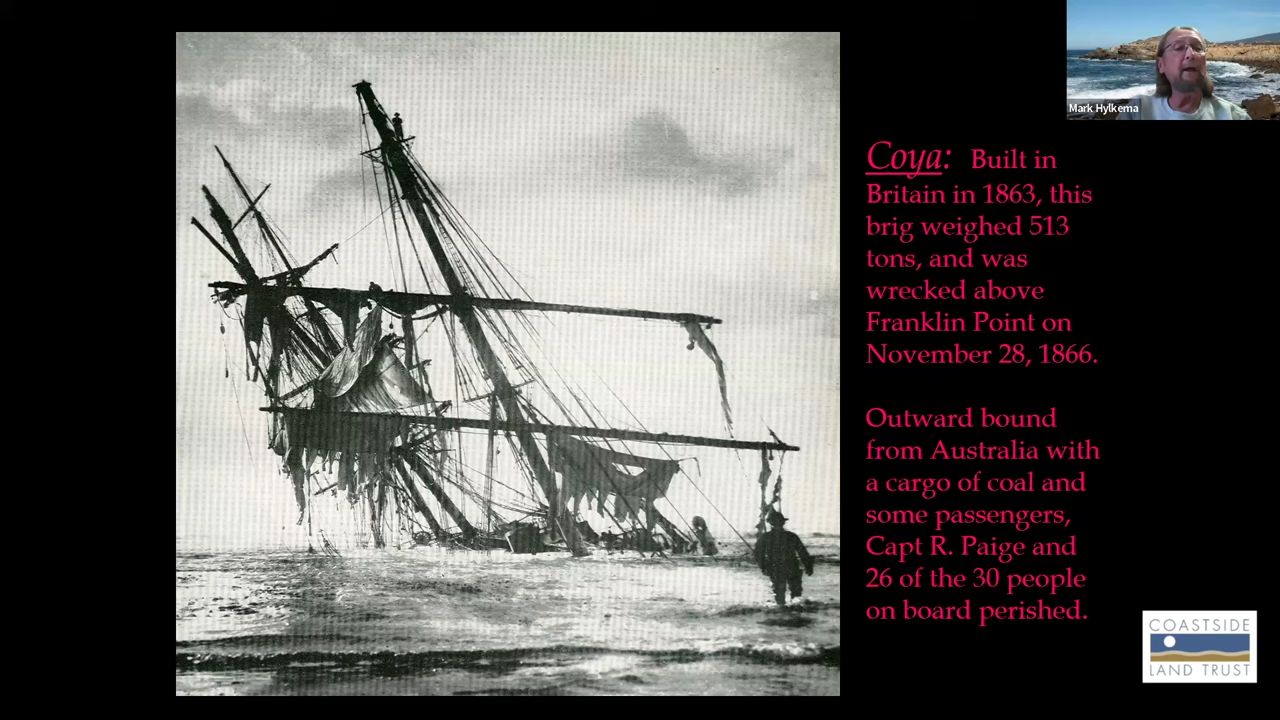 Mark Hylkema
Coya: Built in
Britain in 1863, this
brig weighed 513
tons, and was
wrecked above
Franklin Point on
November 28, 1866.
Outward bound
from Australia with
a cargo of coal and
some passengers,
Capt R. Paige and
26 of the 30 people
on board perished.
COASTSIDE
LAND TRUST